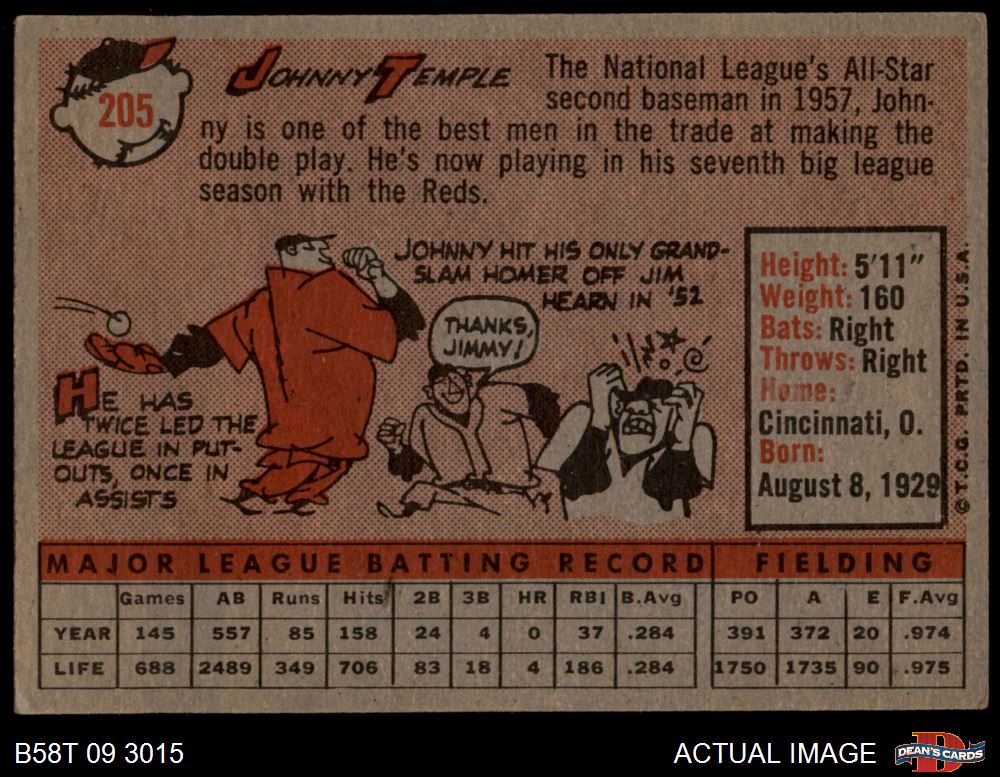 205
JOHNNY TEMPLE
The National League's All-Star
second baseman in 1957, John-
ny is one of the best men in the trade at making the
double play. He's now playing in his seventh big league
season with the Reds.
JOHNNY HIT HIS ONLY GRAND-
SLAM HOMER OFF JIM
HEARN IN '52
THANKS,
JIMMY!
HE HAS
TWICE LED THE
LEAGUE IN PUT-
OUTS, ONCE IN
ASSISTS
Height: 5'11"
Weight: 160
Bats: Right
Throws: Right
Home:
Cincinnati, O.
Born:
August 8, 1929
© T.C.G. PRTD. IN U.S.A.
MAJOR LEAGUE BATTING RECORD FIELDING
Games AB Runs Hits 2B 3B HR RBI B.Avg PO A E F.Avg
YEAR 145 557 85 158 24 4 0 37 .284 391 372 20 .974
LIFE 688 2489 349 706 83 18 4 186 .284 1750 1735 90 .975
B58T 09 3015 ACTUAL IMAGE DEAN'S CARDS